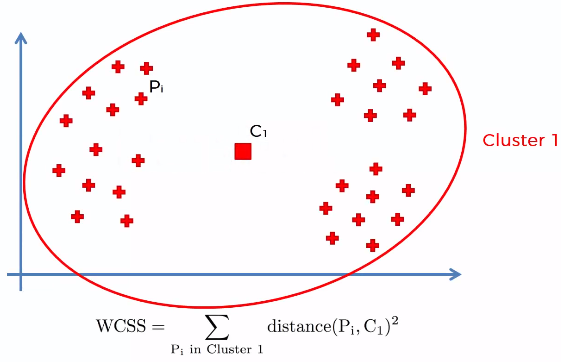 Pi
C1
Cluster 1
WCSS = ∑ distance(Pi, C1)²
Pi in Cluster 1